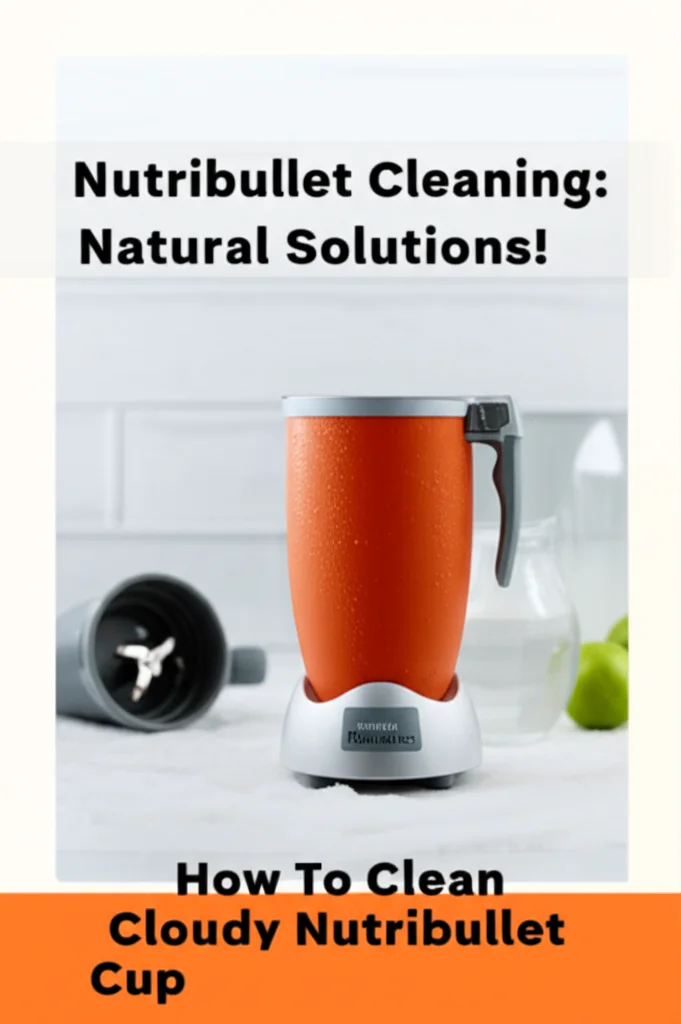 Nutribullet Cleaning:
Natural Solutions!
How To Clean
Cloudy Nutribullet
Cup